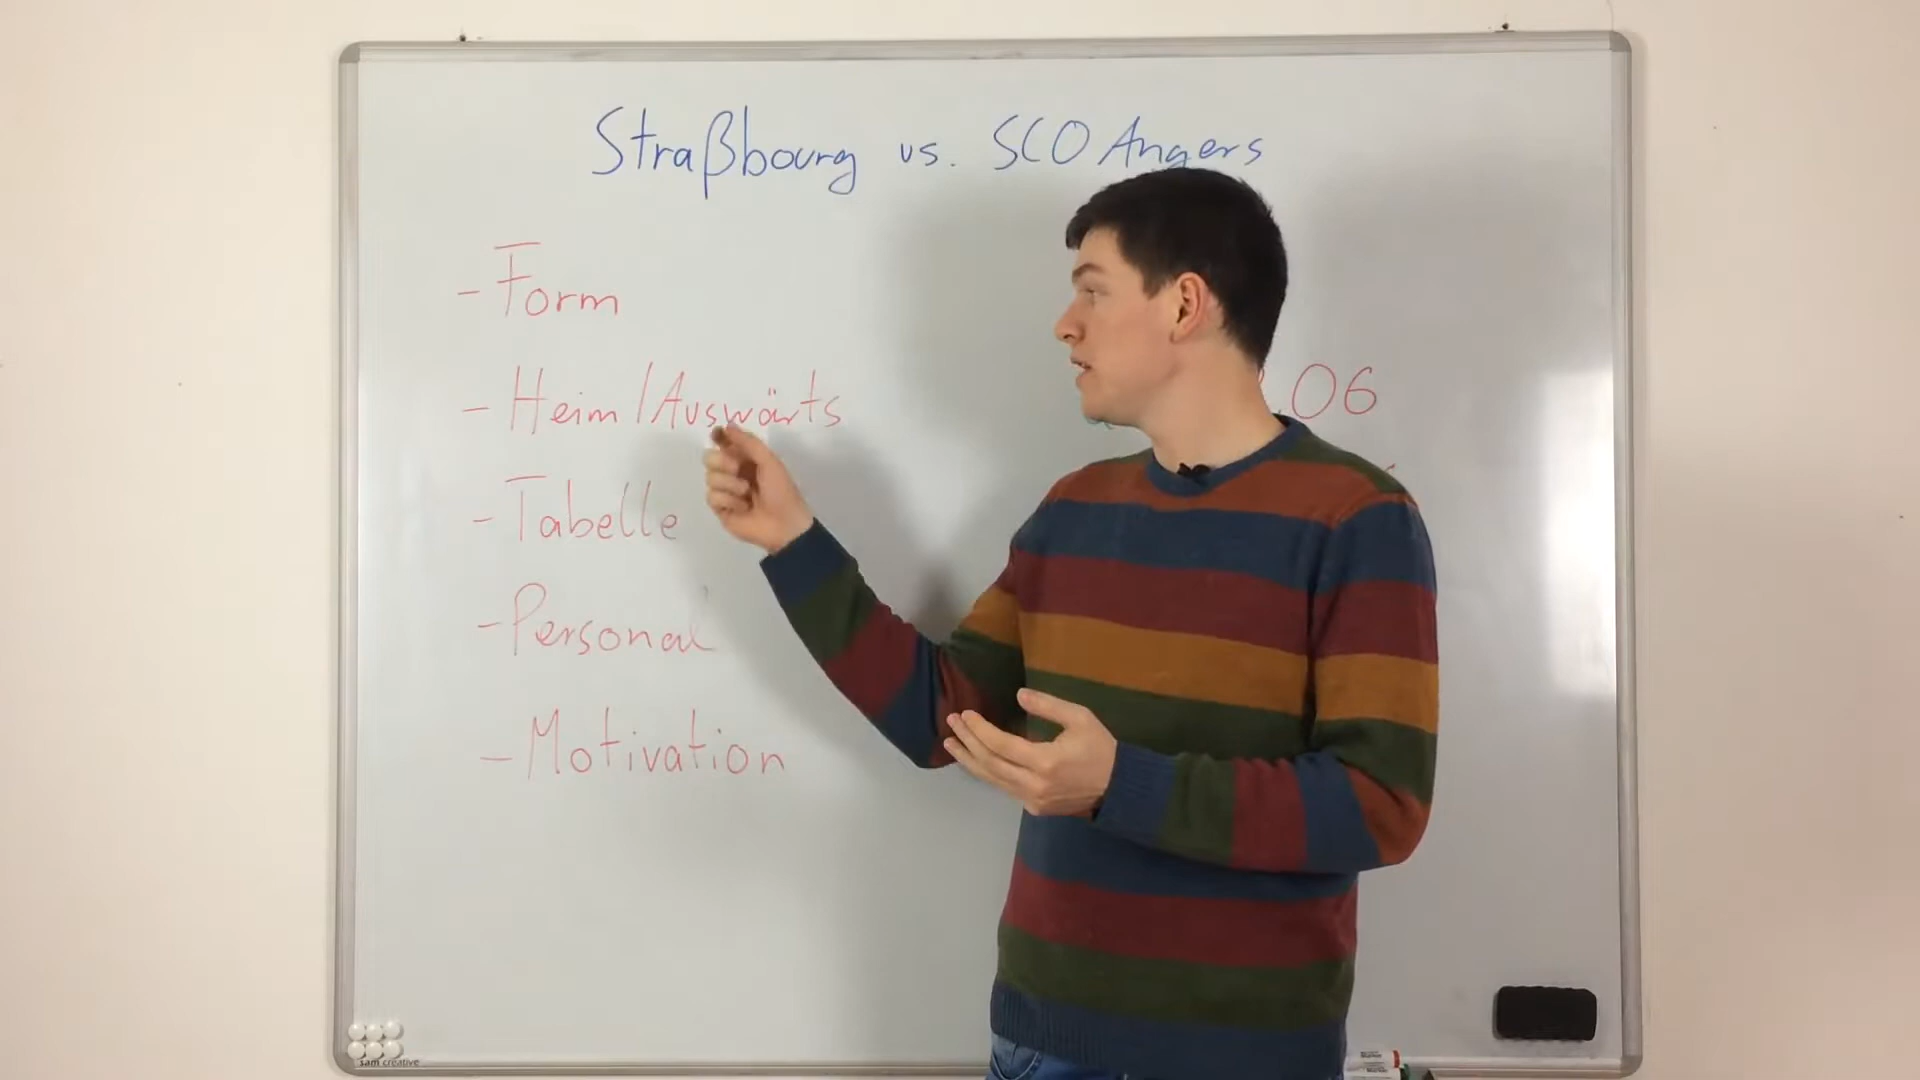 Straßbourg vs. SCO Angers
- Form
- Heim/Auswärts
.06
- Tabelle
- Personal
- Motivation
sam creative